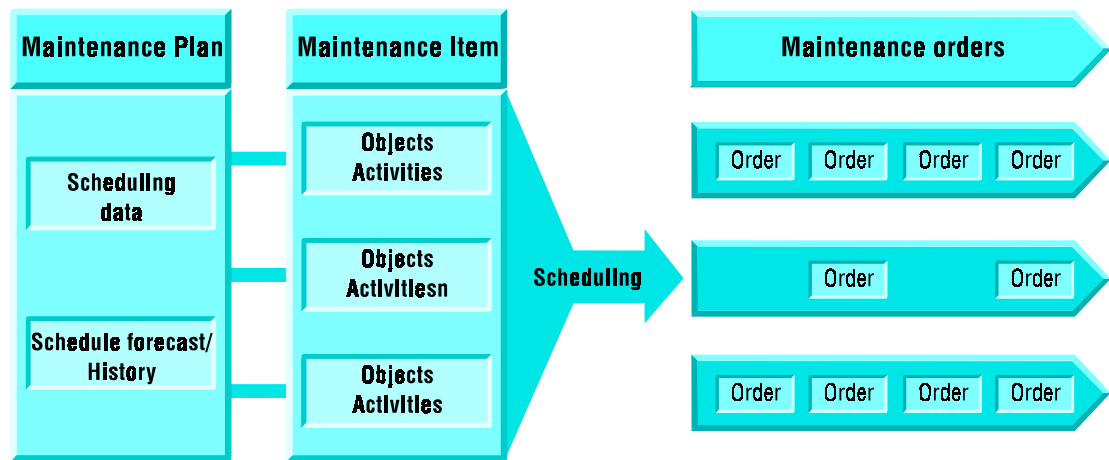 Maintenance Plan
Maintenance Item
Maintenance orders
Scheduling
data
Schedule forecast/
History
Objects
Activities
Objects
Activitiesn
Objects
Activities
Scheduling
Order Order Order Order
Order Order
Order Order Order Order